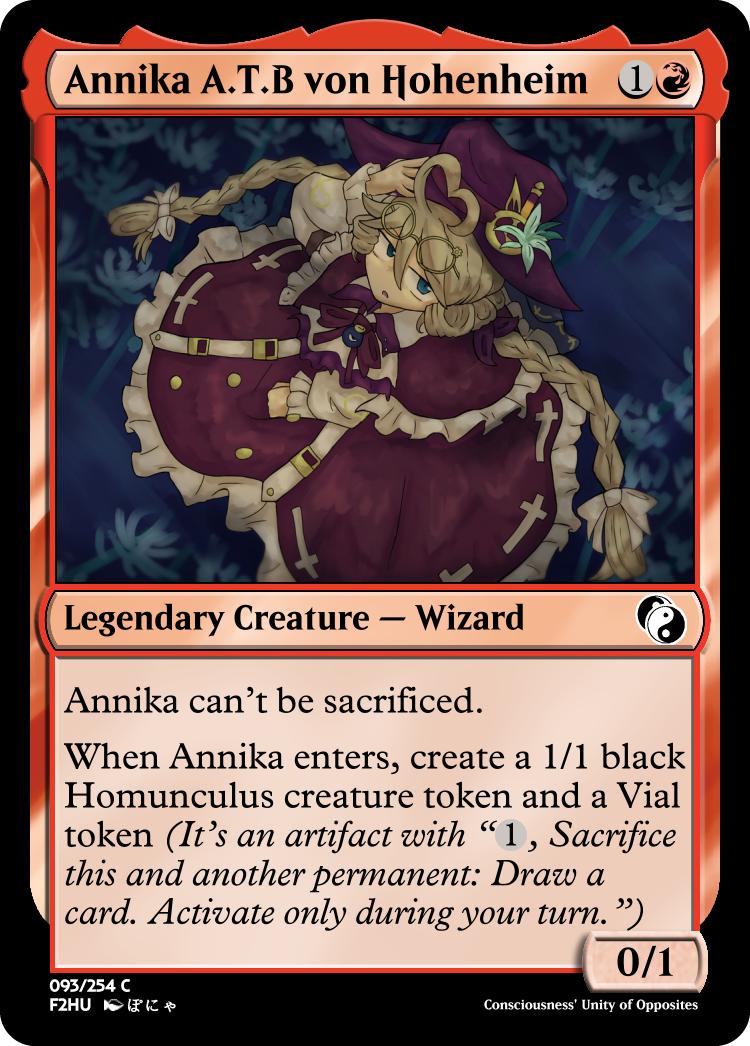 Annika A.T.B von Hohenheim 1
Legendary Creature — Wizard
Annika can't be sacrificed.
When Annika enters, create a 1/1 black
Homunculus creature token and a Vial
token (It's an artifact with “1, Sacrifice
this and another permanent: Draw a
card. Activate only during your turn.”)
0/1
093/254 C
F2HU ぽにゃ
Consciousness' Unity of Opposites